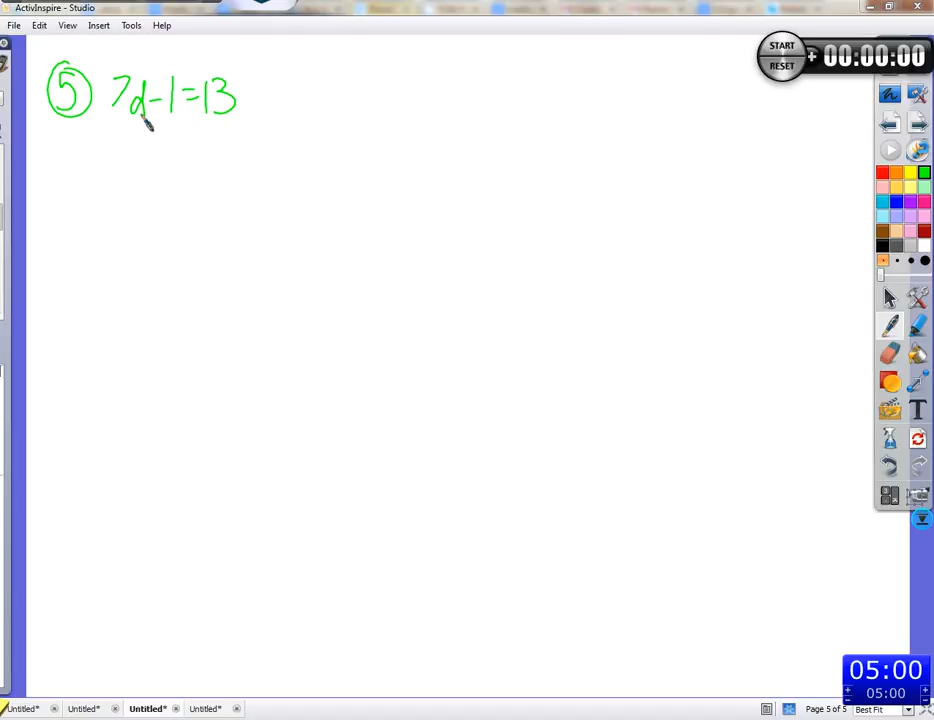 ActivInspire - Studio
File Edit View Insert Tools Help
START
RESET
00:00:00
5 7d-1=13
T
05:00
05:00
Untitled* Untitled* Untitled* Untitled*
Page 5 of 5 Best Fit